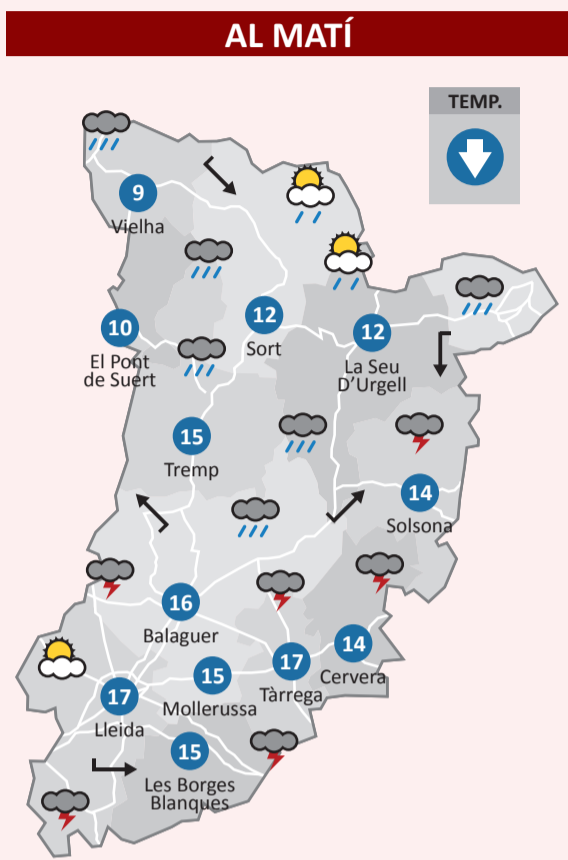 AL MATÍ
TEMP.
9
Vielha
12
Sort
10
El Pont
de Suert
12
La Seu
D'Urgell
15
Tremp
14
Solsona
16
Balaguer
14
Cervera
17
Tàrrega
15
Mollerussa
17
Lleida
15
Les Borges
Blanques